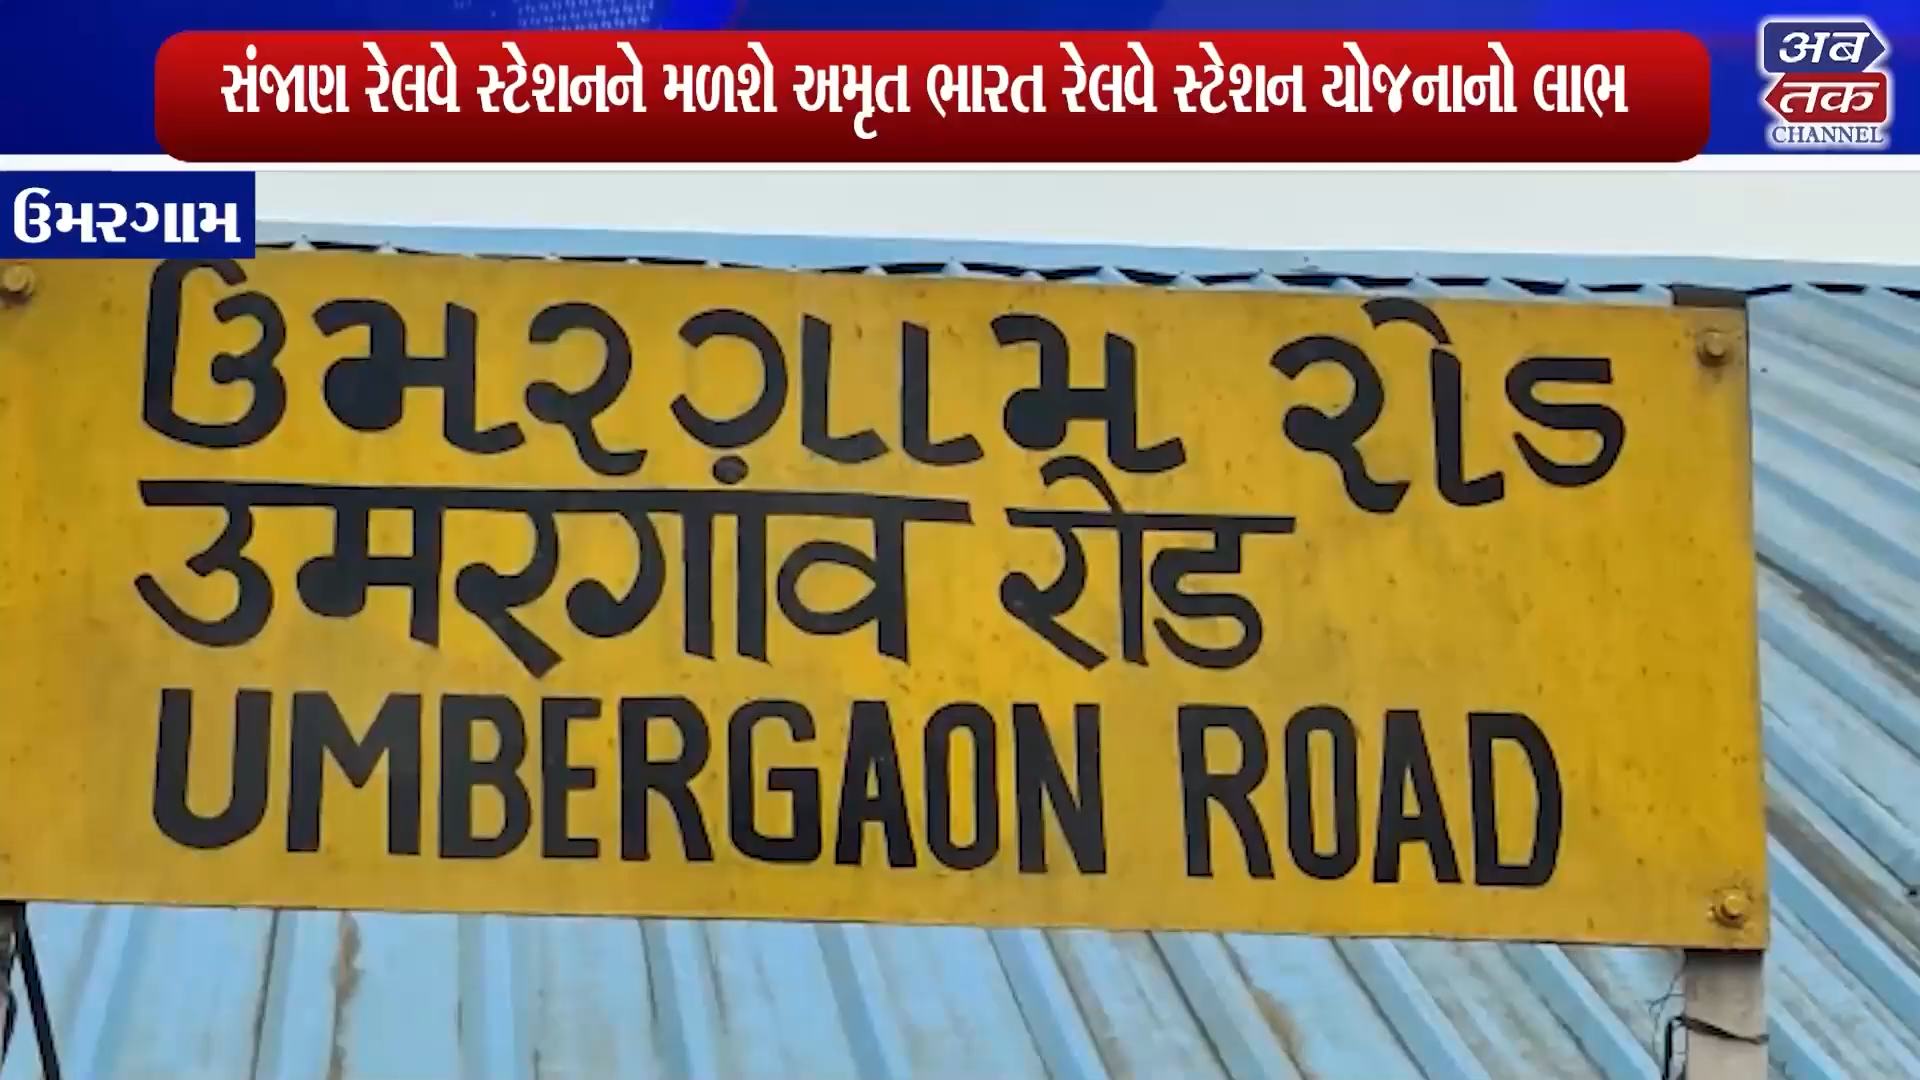 સંજાણ રેલવે સ્ટેશનને મળશે અમૃત ભારત રેલવે સ્ટેશન યોજનાનો લાભ
अब
तक
CHANNEL
ઉમરગામ
ઉમરગામ રોડ
उमरगांव रोड
UMBERGAON ROAD